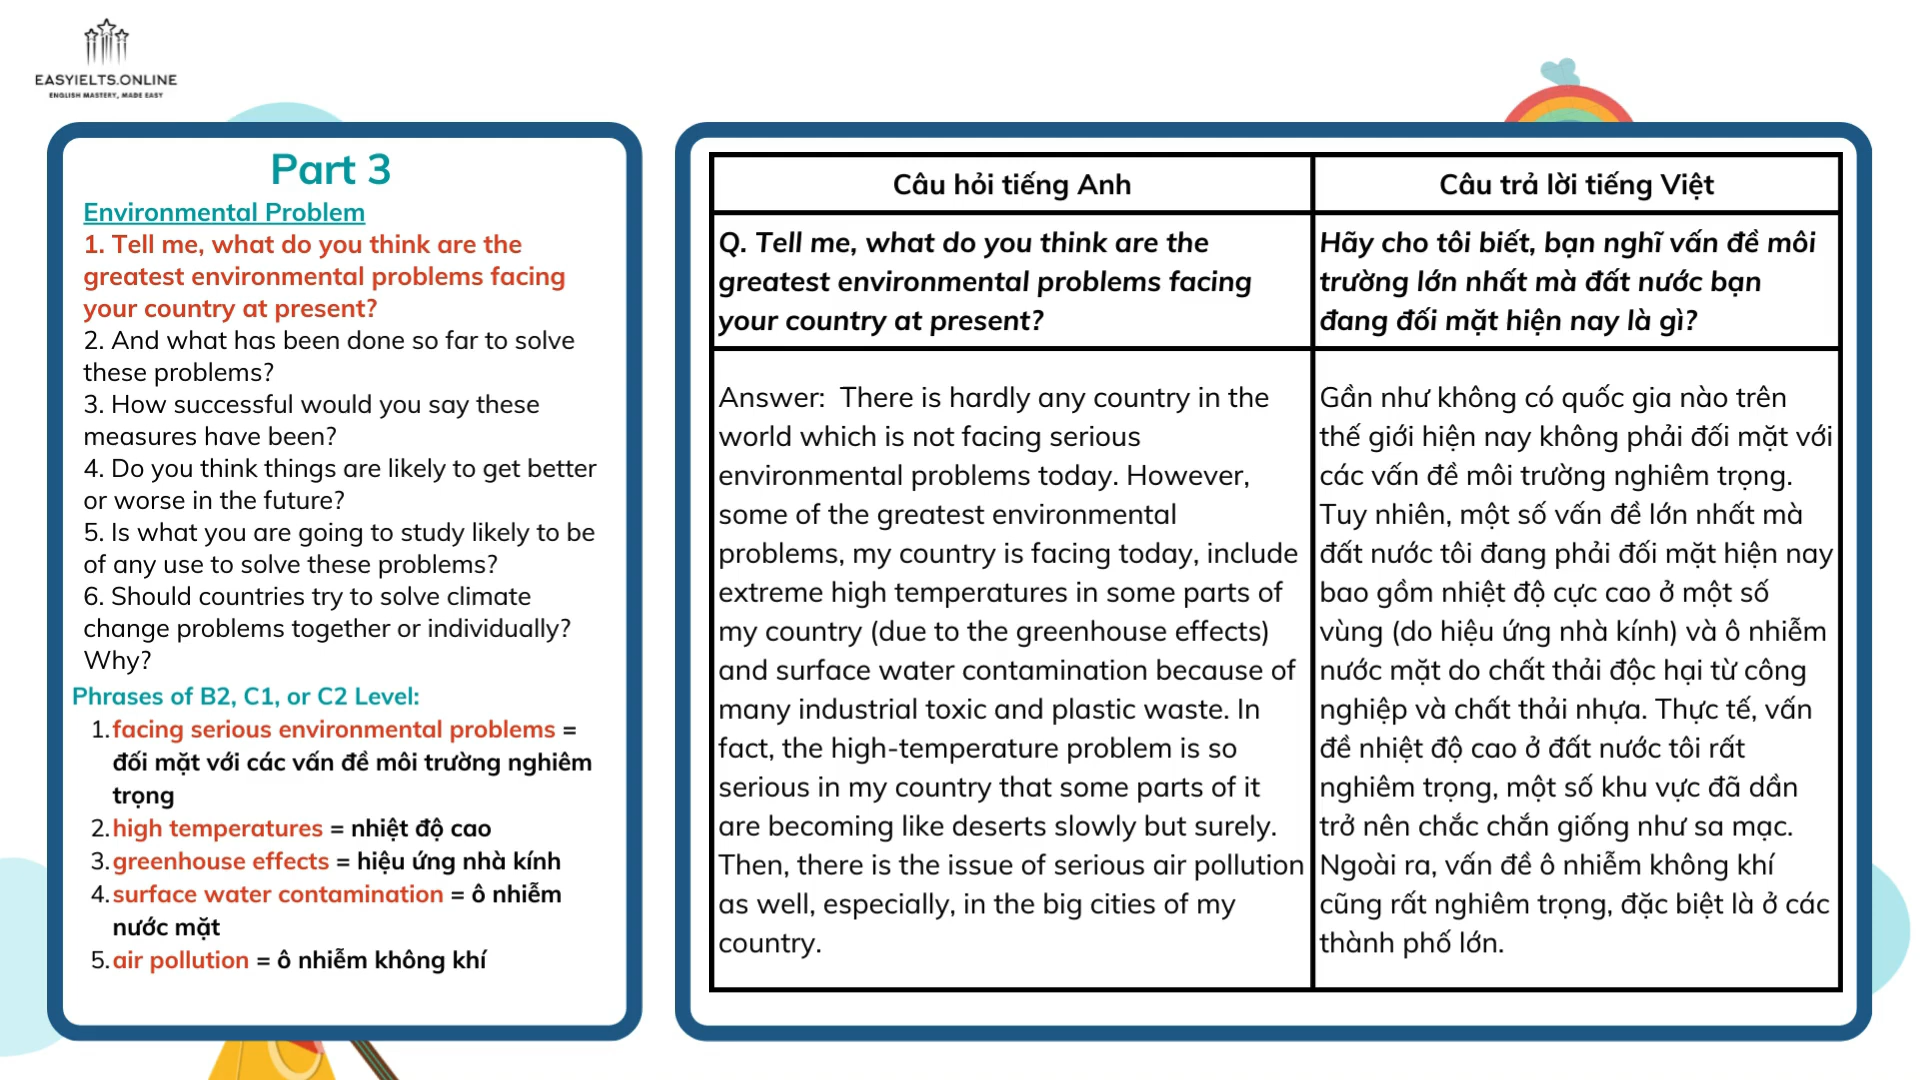 EASYIELTS.ONLINE
ENGLISH MASTERY, MADE EASY
Part 3
Environmental Problem
1. Tell me, what do you think are the
greatest environmental problems facing
your country at present?
2. And what has been done so far to solve
these problems?
3. How successful would you say these
measures have been?
4. Do you think things are likely to get better
or worse in the future?
5. Is what you are going to study likely to be
of any use to solve these problems?
6. Should countries try to solve climate
change problems together or individually?
Why?
Phrases of B2, C1, or C2 Level:
1. facing serious environmental problems =
đối mặt với các vấn đề môi trường nghiêm
trọng
2. high temperatures = nhiệt độ cao
3. greenhouse effects = hiệu ứng nhà kính
4. surface water contamination = ô nhiễm
nước mặt
5. air pollution = ô nhiễm không khí
Câu hỏi tiếng Anh
Q. Tell me, what do you think are the
greatest environmental problems facing
your country at present?
Answer:  There is hardly any country in the
world which is not facing serious
environmental problems today. However,
some of the greatest environmental
problems, my country is facing today, include
extreme high temperatures in some parts of
my country (due to the greenhouse effects)
and surface water contamination because of
many industrial toxic and plastic waste. In
fact, the high-temperature problem is so
serious in my country that some parts of it
are becoming like deserts slowly but surely.
Then, there is the issue of serious air pollution
as well, especially, in the big cities of my
country.
Câu trả lời tiếng Việt
Hãy cho tôi biết, bạn nghĩ vấn đề môi
trường lớn nhất mà đất nước bạn
đang đối mặt hiện nay là gì?
Gần như không có quốc gia nào trên
thế giới hiện nay không phải đối mặt với
các vấn đề môi trường nghiêm trọng.
Tuy nhiên, một số vấn đề lớn nhất mà
đất nước tôi đang phải đối mặt hiện nay
bao gồm nhiệt độ cực cao ở một số
vùng (do hiệu ứng nhà kính) và ô nhiễm
nước mặt do chất thải độc hại từ công
nghiệp và chất thải nhựa. Thực tế, vấn
đề nhiệt độ cao ở đất nước tôi rất
nghiêm trọng, một số khu vực đã dần
trở nên chắc chắn giống như sa mạc.
Ngoài ra, vấn đề ô nhiễm không khí
cũng rất nghiêm trọng, đặc biệt là ở các
thành phố lớn.